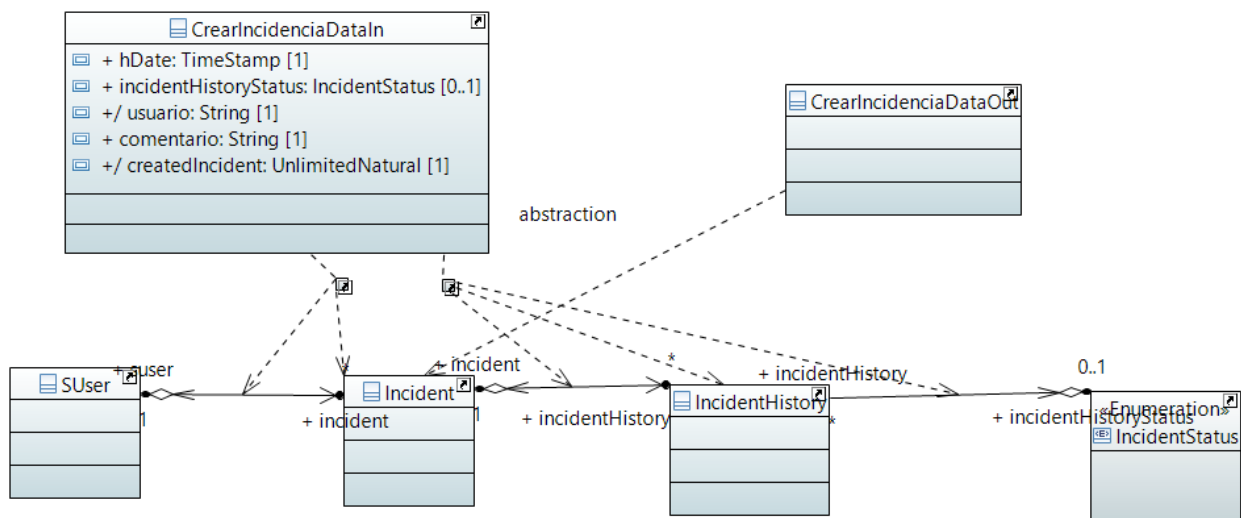 CrearIncidenciaDataIn
+ hDate: TimeStamp [1]
+ incidentHistoryStatus: IncidentStatus [0..1]
+/ usuario: String [1]
+ comentario: String [1]
+/ createdIncident: UnlimitedNatural [1]
CrearIncidenciaDataOut
abstraction
+ suser
SUser
1
*
+ incident
Incident
+ incident
1
+ incidentHistory
*
IncidentHistory
+ incidentHistory
*
0..1
+ incidentHistoryStatus
«Enumeration»
<E> IncidentStatus